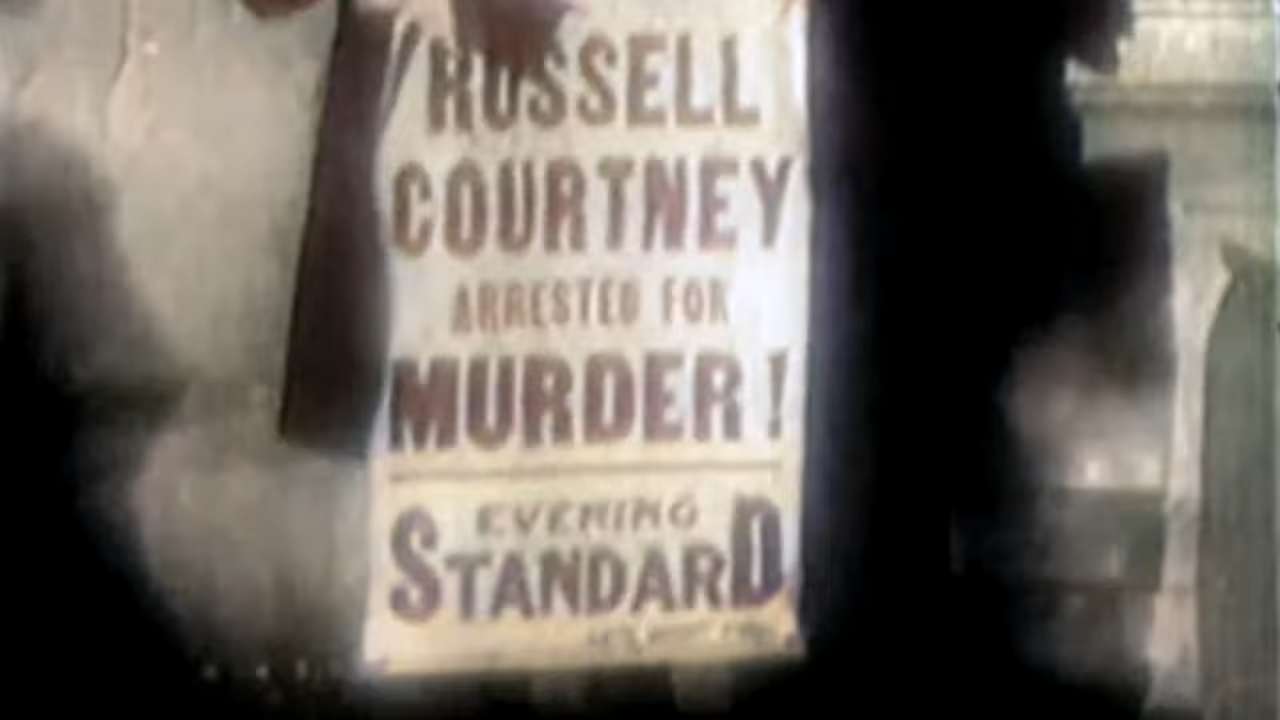 RUSSELL
COURTNEY
ARRESTED FOR
MURDER!
EVENING
STANDARD